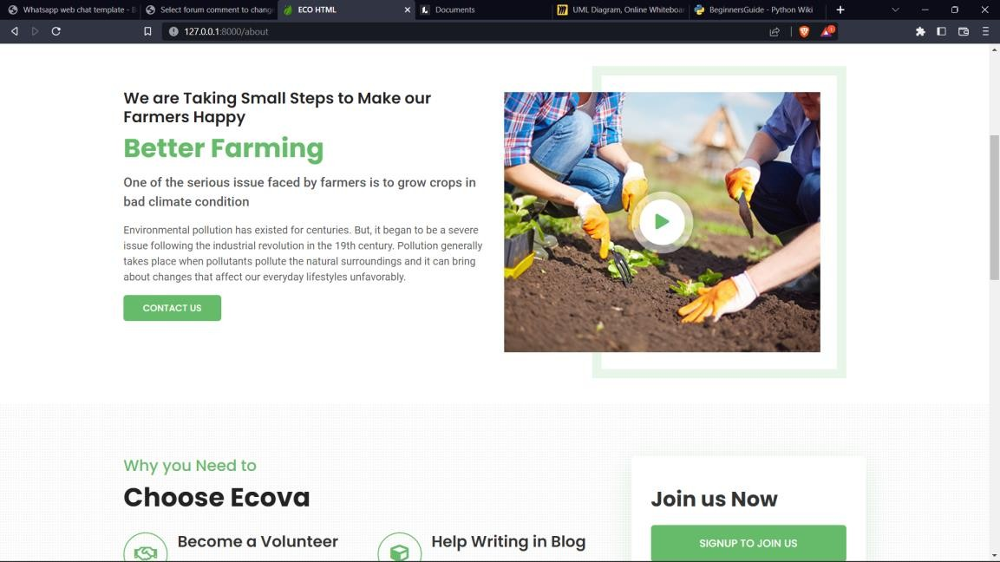 Whatsapp web chat template - B
Select forum comment to chang
ECO HTML
Documents
UML Diagram, Online Whiteboar
BeginnersGuide - Python Wiki
127.0.0.1:8000/about
1
We are Taking Small Steps to Make our
Farmers Happy
Better Farming
One of the serious issue faced by farmers is to grow crops in
bad climate condition
Environmental pollution has existed for centuries. But, it began to be a severe
issue following the industrial revolution in the 19th century. Pollution generally
takes place when pollutants pollute the natural surroundings and it can bring
about changes that affect our everyday lifestyles unfavorably.
CONTACT US
Why you Need to
Choose Ecova
Become a Volunteer
Help Writing in Blog
Join us Now
SIGNUP TO JOIN US